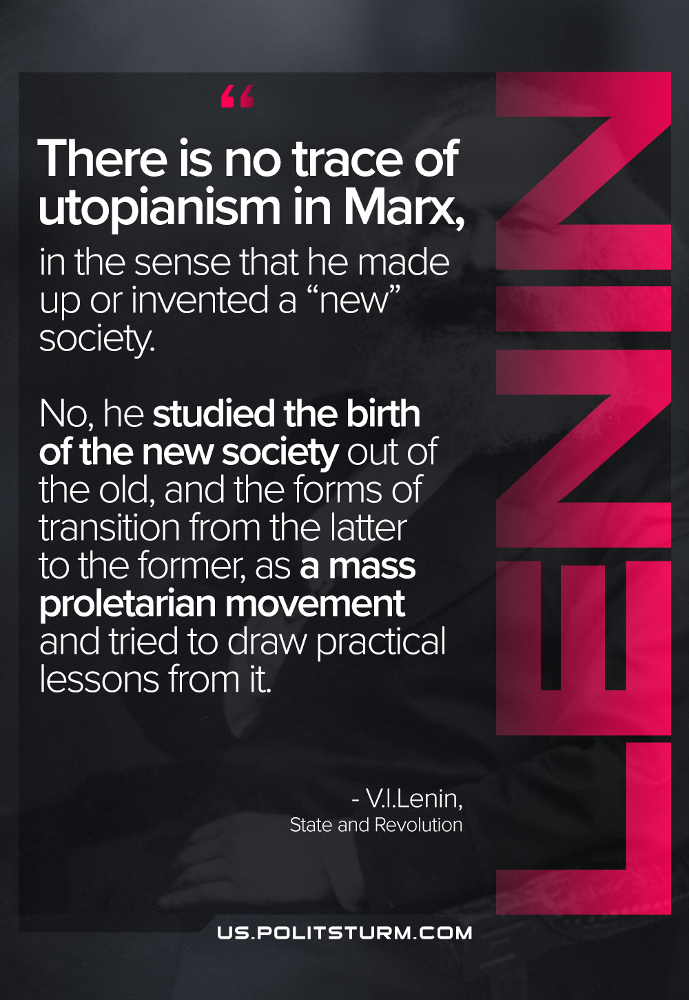 “
There is no trace of
utopianism in Marx,
in the sense that he made
up or invented a “new”
society.
No, he studied the birth
of the new society out of
the old, and the forms of
transition from the latter
to the former, as a mass
proletarian movement
and tried to draw practical
lessons from it.
- V.I.Lenin,
State and Revolution
LENIN
US.POLITSTURM.COM